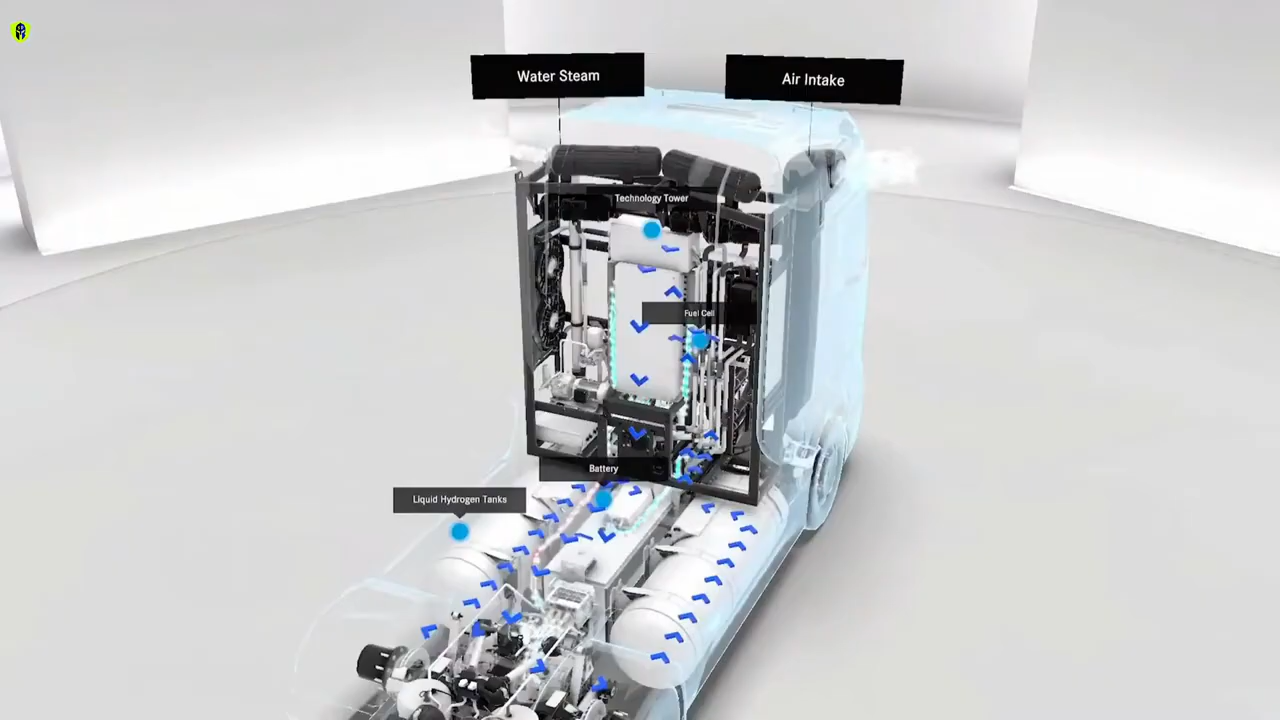 Water Steam
Air Intake
Technology Tower
Fuel Cell
Battery
Liquid Hydrogen Tanks